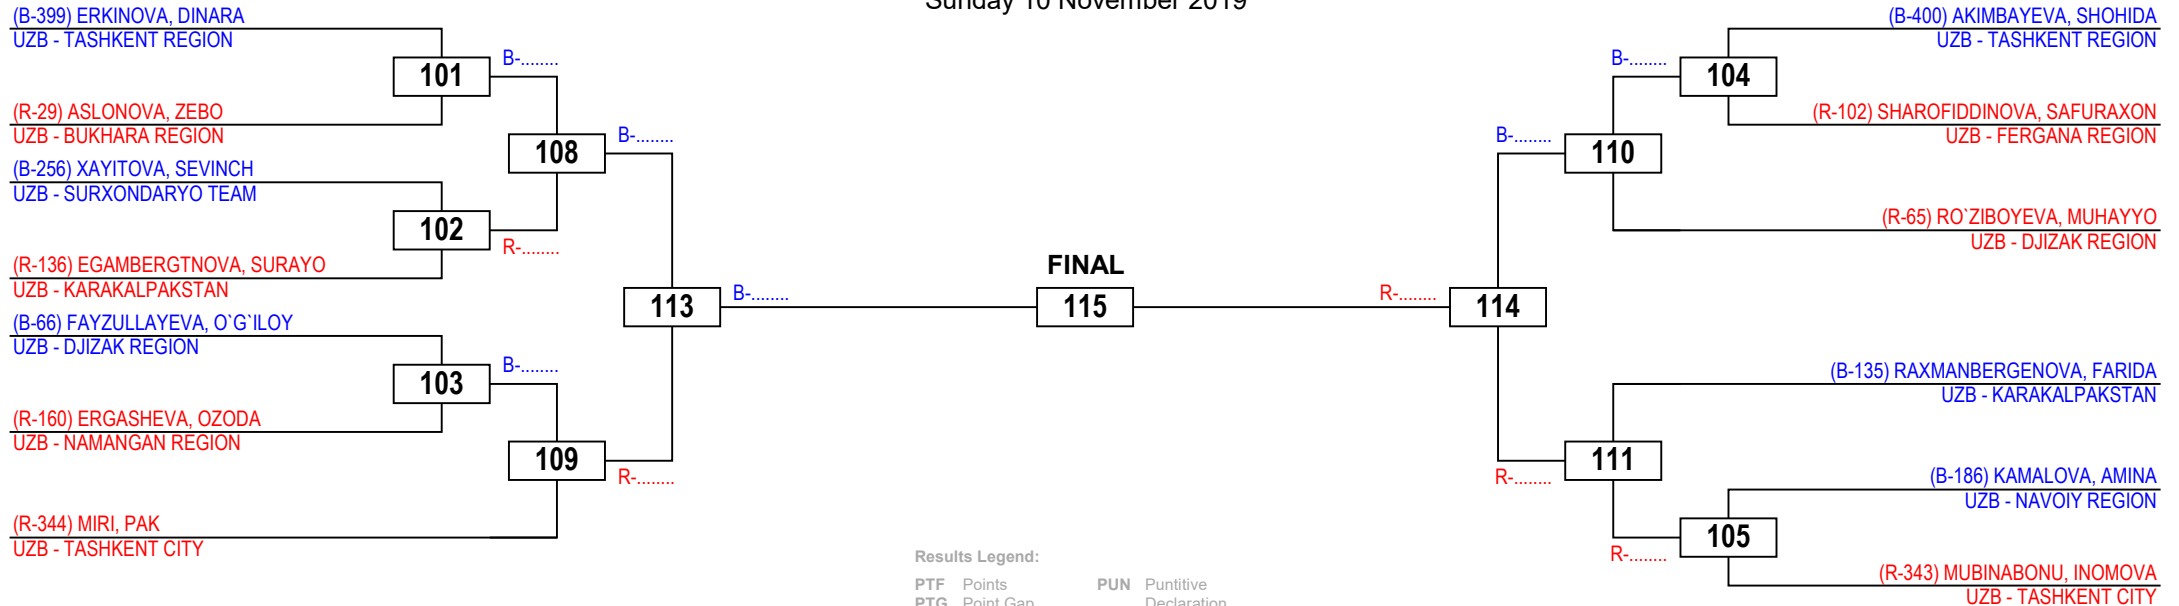 Sunday 10 November 2019
(B-399) ERKINOVA, DINARA
UZB - TASHKENT REGION
101
B-........
(R-29) ASLONOVA, ZEBO
UZB - BUKHARA REGION
108
B-........
(B-256) XAYITOVA, SEVINCH
UZB - SURXONDARYO TEAM
102
R-........
(R-136) EGAMBERGTNOVA, SURAYO
UZB - KARAKALPAKSTAN
113
B-........
(B-66) FAYZULLAYEVA, O`G`ILOY
UZB - DJIZAK REGION
103
B-........
(R-160) ERGASHEVA, OZODA
UZB - NAMANGAN REGION
109
R-........
(R-344) MIRI, PAK
UZB - TASHKENT CITY
FINAL
115
(B-400) AKIMBAYEVA, SHOHIDA
UZB - TASHKENT REGION
B-........
104
(R-102) SHAROFIDDINOVA, SAFURAXON
UZB - FERGANA REGION
B-........
110
(R-65) RO`ZIBOYEVA, MUHAYYO
UZB - DJIZAK REGION
R-........
114
(B-135) RAXMANBERGENOVA, FARIDA
UZB - KARAKALPAKSTAN
R-........
111
(B-186) KAMALOVA, AMINA
UZB - NAVOIY REGION
R-........
105
(R-343) MUBINABONU, INOMOVA
UZB - TASHKENT CITY
Results Legend:
PTF Points PUN Puntitive
PTG Point Gap Declaration